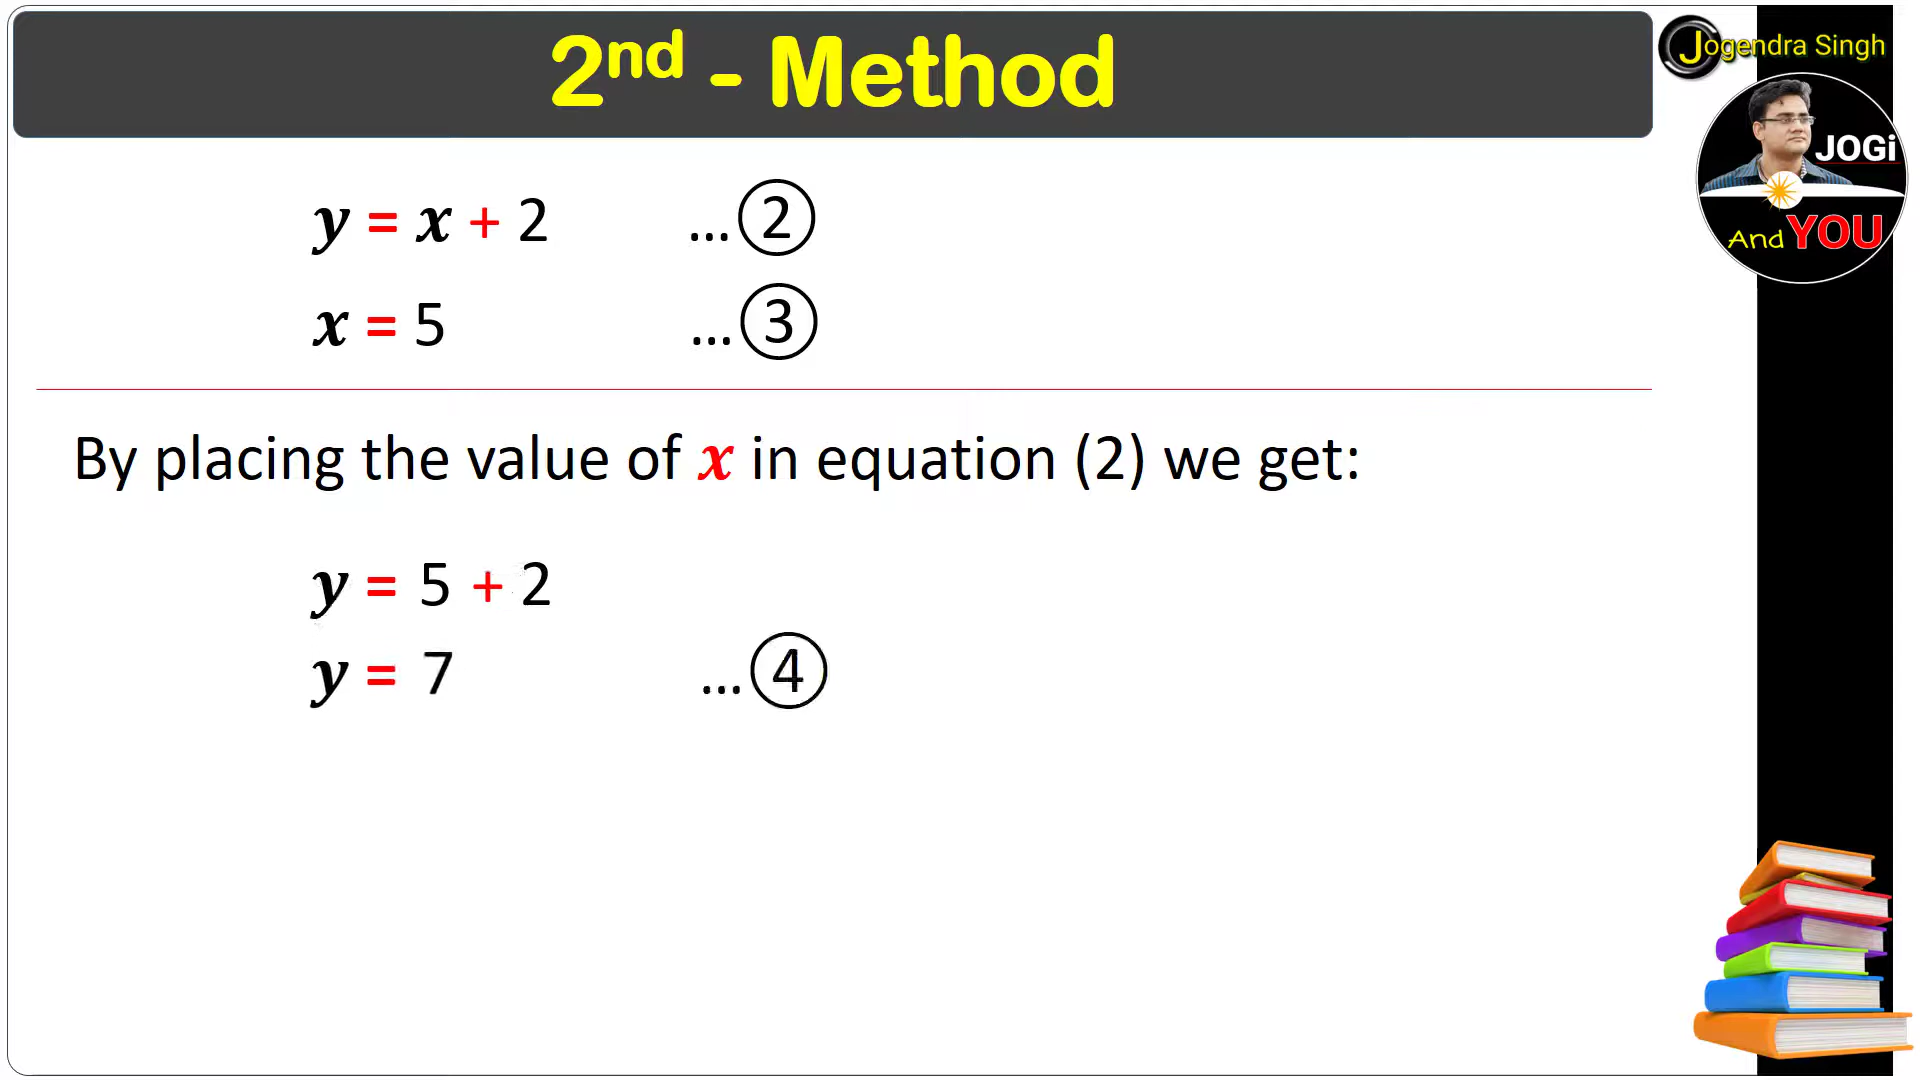 2nd - Method
Jogendra Singh
JOGi
And YOU
y = x + 2 ... 2
x = 5 ... 3
By placing the value of x in equation (2) we get:
y = 5 + 2
y = 7 ... 4